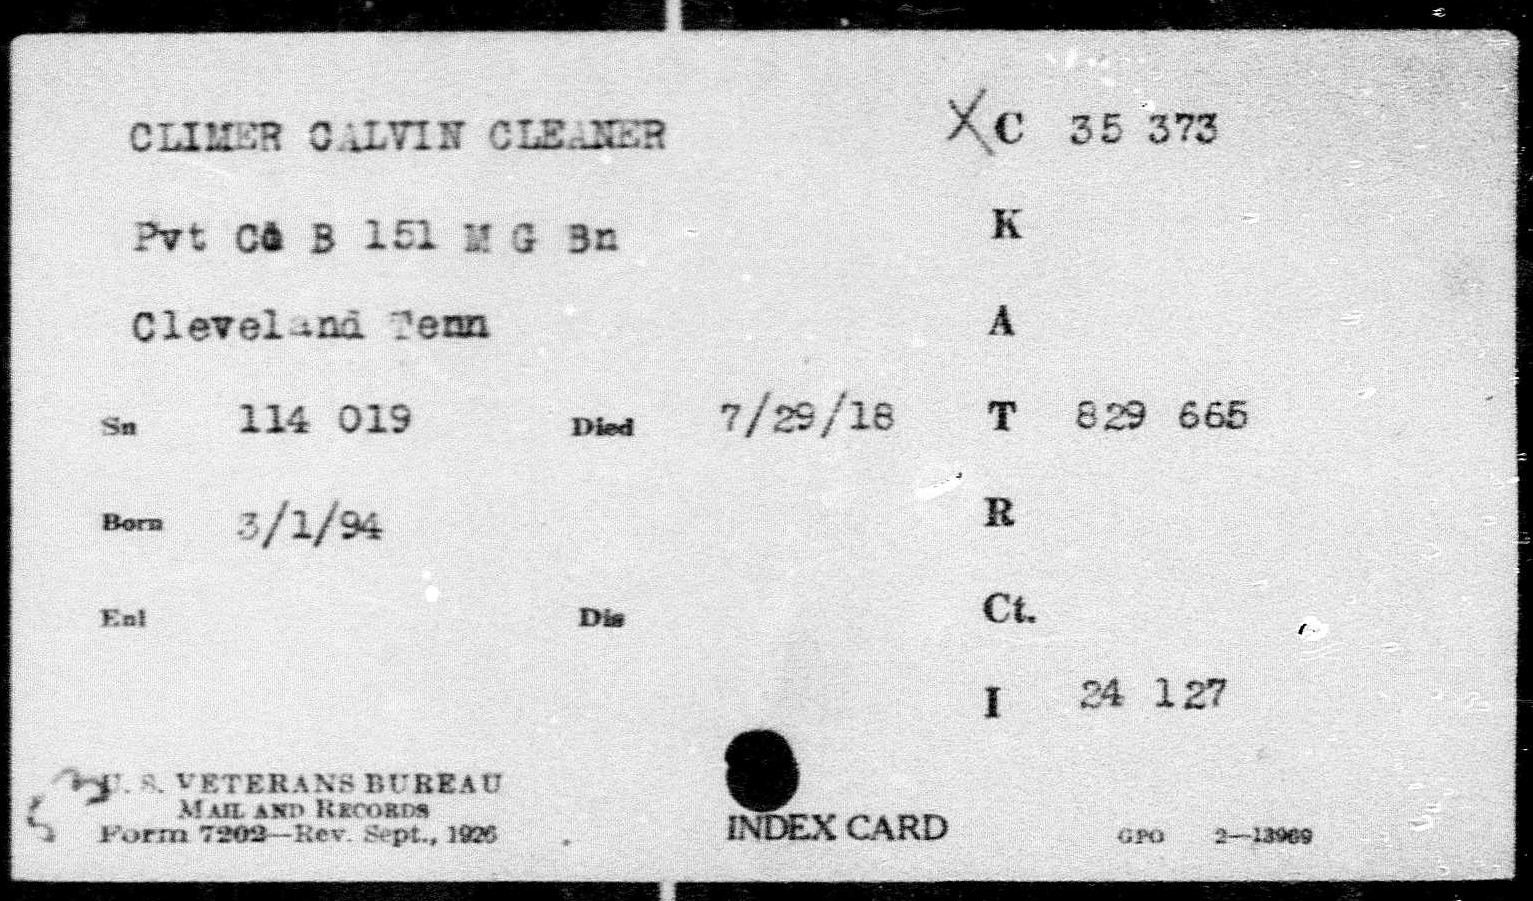 CLIMER CALVIN CLEANER
XC 35 373
Pvt Co B 151 M G Bn
K
Cleveland Tenn
A
Sn 114 019 Died 7/29/18
T 829 665
R
Born 3/1/94
Enl Dis
Ct.
I 24 127
U. S. VETERANS BUREAU
MAIL AND RECORDS
Form 7202—Rev. Sept., 1926
INDEX CARD
GPO 2—13969